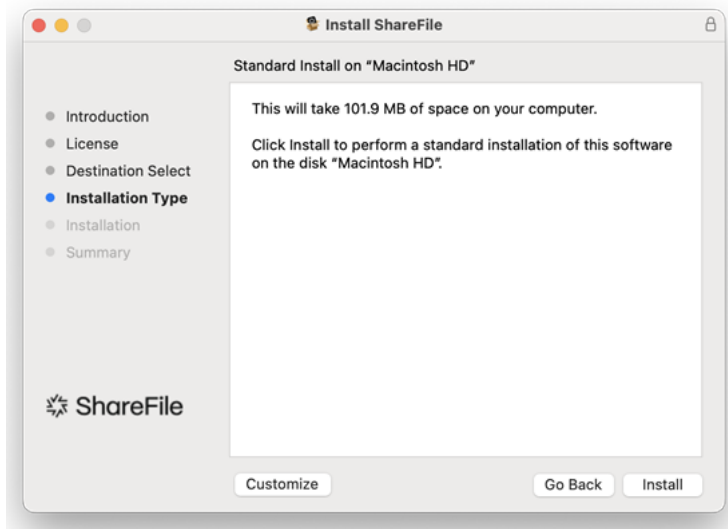 Install ShareFile
Standard Install on “Macintosh HD”
Introduction
License
Destination Select
Installation Type
Installation
Summary
This will take 101.9 MB of space on your computer.
Click Install to perform a standard installation of this software
on the disk “Macintosh HD”.
ShareFile
Customize
Go Back
Install